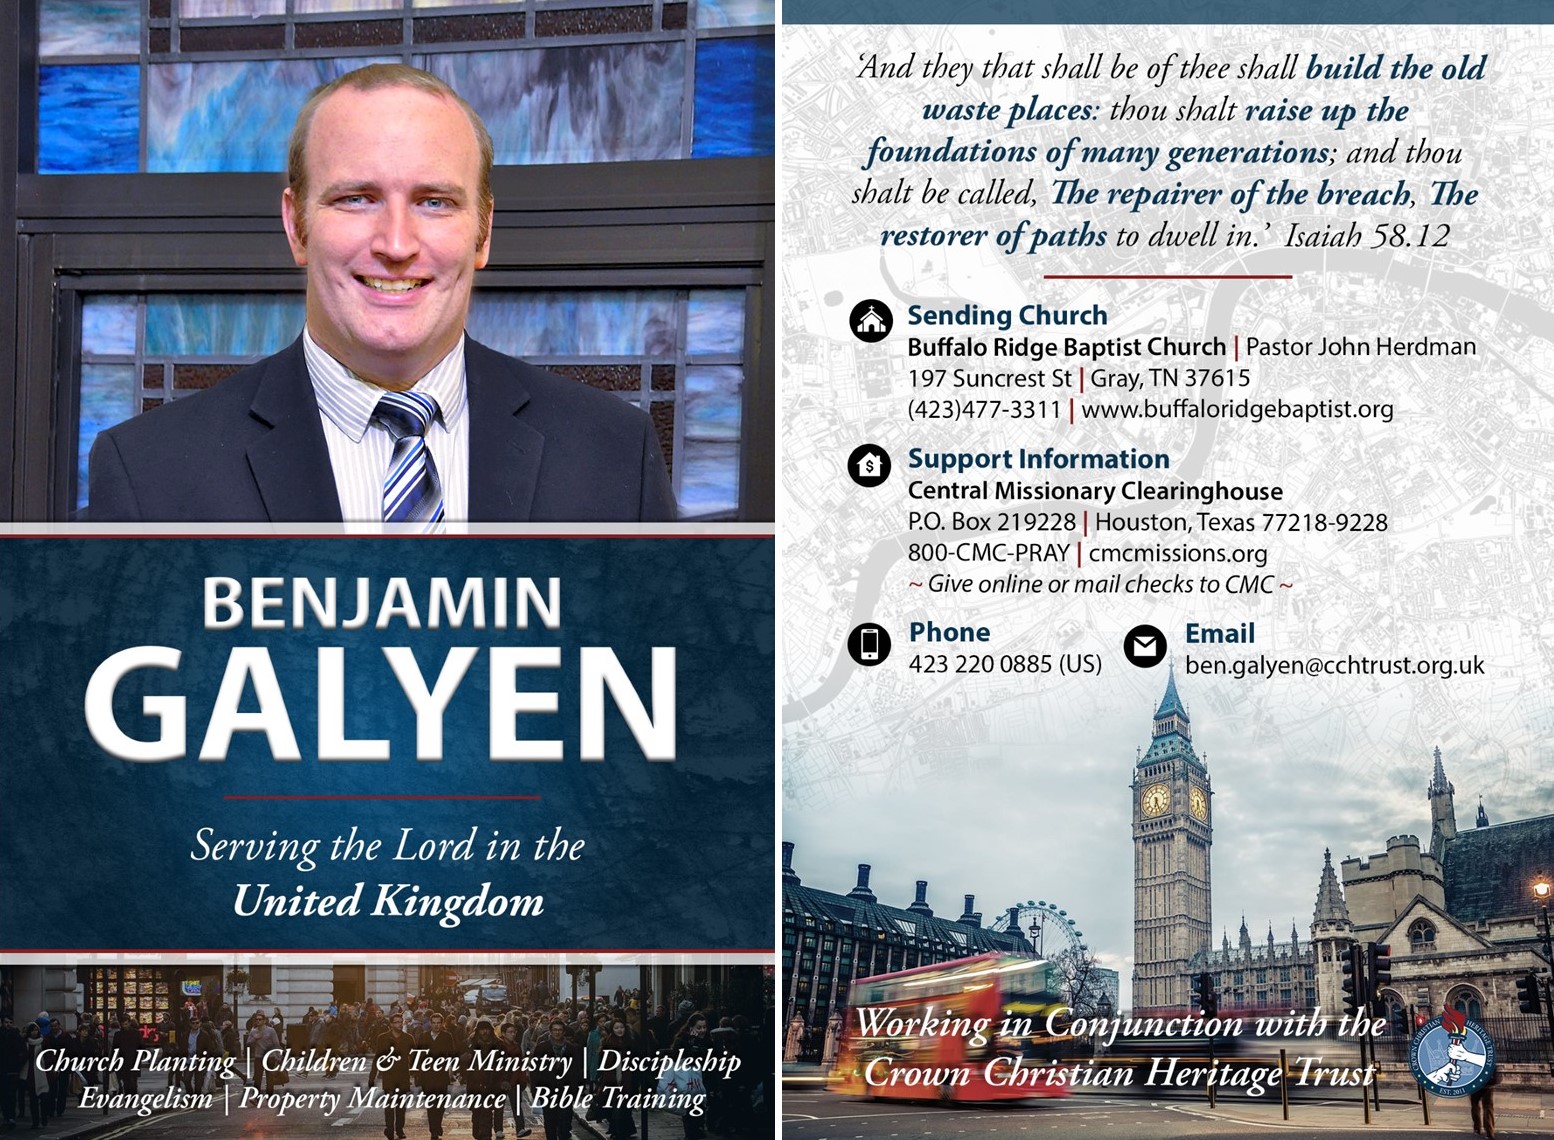 BENJAMIN
GALYEN
Serving the Lord in the
United Kingdom
Church Planting | Children & Teen Ministry | Discipleship
Evangelism | Property Maintenance | Bible Training
‘And they that shall be of thee shall build the old
waste places: thou shalt raise up the
foundations of many generations; and thou
shalt be called, The repairer of the breach, The
restorer of paths to dwell in.’ Isaiah 58.12
Sending Church
Buffalo Ridge Baptist Church | Pastor John Herdman
197 Suncrest St | Gray, TN 37615
(423)477-3311 | www.buffaloridgebaptist.org
Support Information
Central Missionary Clearinghouse
P.O. Box 219228 | Houston, Texas 77218-9228
800-CMC-PRAY | cmcmissions.org
~ Give online or mail checks to CMC ~
Phone
423 220 0885 (US)
Email
ben.galyen@cchtrust.org.uk
Working in Conjunction with the
Crown Christian Heritage Trust
CROWN CHRISTIAN HERITAGE TRUST
EST. 2011